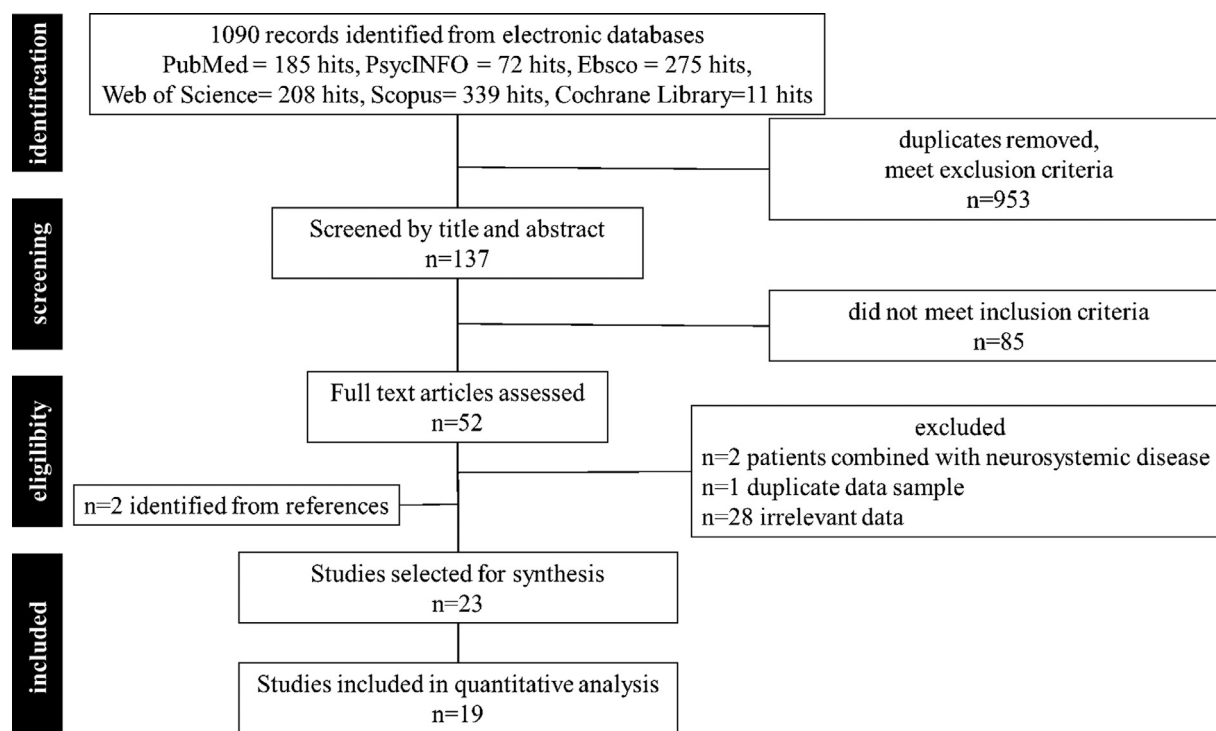 identification
1090 records identified from electronic databases
PubMed = 185 hits, PsycINFO = 72 hits, Ebsco = 275 hits,
Web of Science= 208 hits, Scopus= 339 hits, Cochrane Library=11 hits
duplicates removed,
meet exclusion criteria
n=953
screening
Screened by title and abstract
n=137
did not meet inclusion criteria
n=85
eligilibity
Full text articles assessed
n=52
excluded
n=2 patients combined with neurosystemic disease
n=1 duplicate data sample
n=28 irrelevant data
n=2 identified from references
included
Studies selected for synthesis
n=23
Studies included in quantitative analysis
n=19